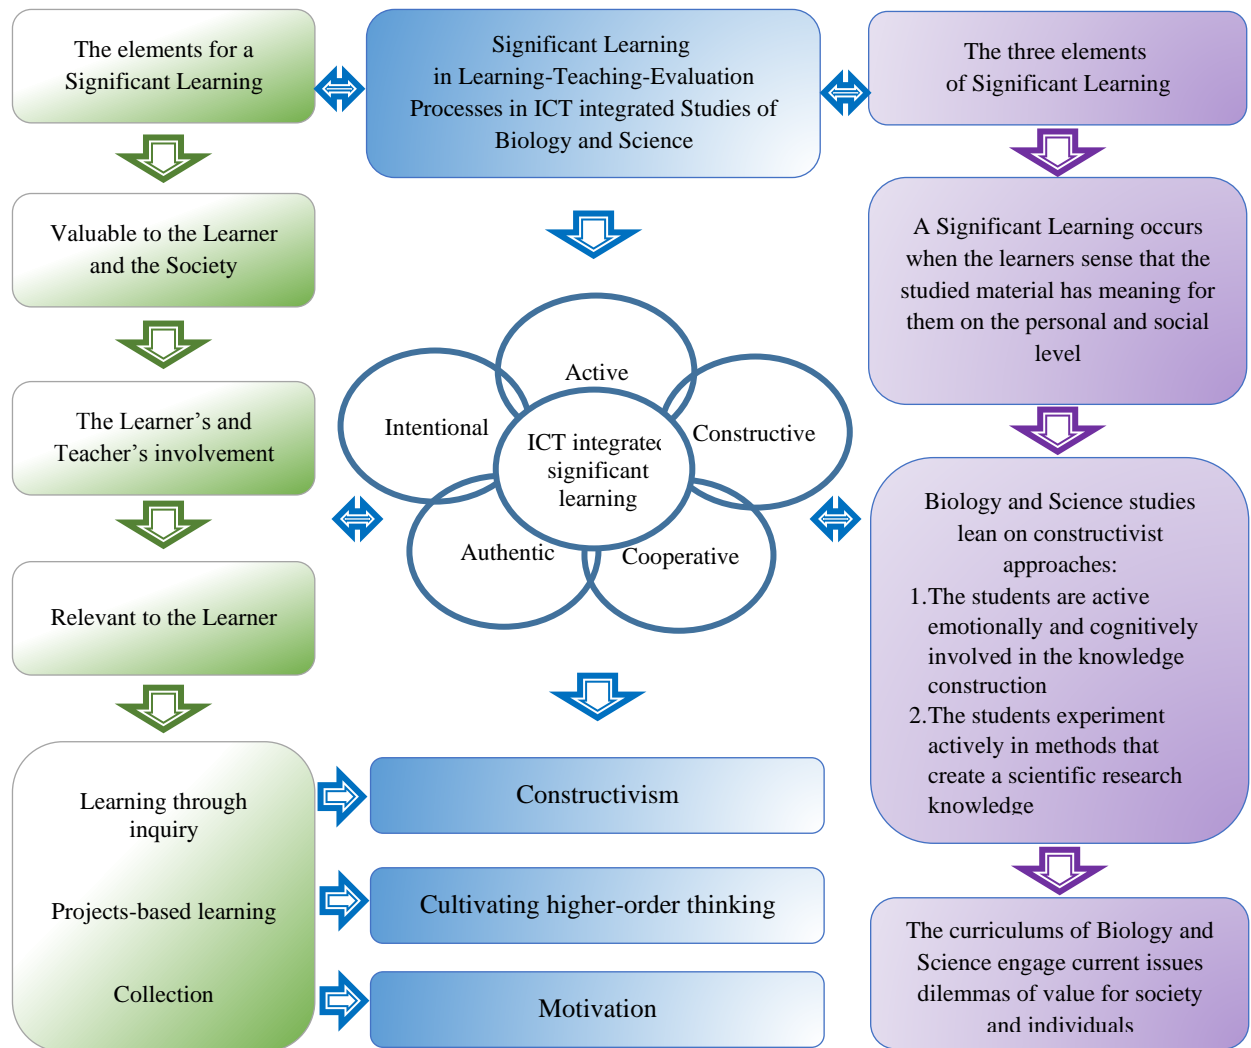 The elements for a
Significant Learning
Significant Learning
in Learning-Teaching-Evaluation
Processes in ICT integrated Studies of
Biology and Science
The three elements
of Significant Learning
Valuable to the Learner
and the Society
The Learner's and
Teacher's involvement
Relevant to the Learner
Learning through
inquiry
Projects-based learning
Collection
Active
Intentional
Constructive
ICT integrated
significant
learning
Authentic
Cooperative
Constructivism
Cultivating higher-order thinking
Motivation
A Significant Learning occurs
when the learners sense that the
studied material has meaning for
them on the personal and social
level
Biology and Science studies
lean on constructivist
approaches:
1.The students are active
emotionally and cognitively
involved in the knowledge
construction
2.The students experiment
actively in methods that
create a scientific research
knowledge
The curriculums of Biology and
Science engage current issues
dilemmas of value for society
and individuals